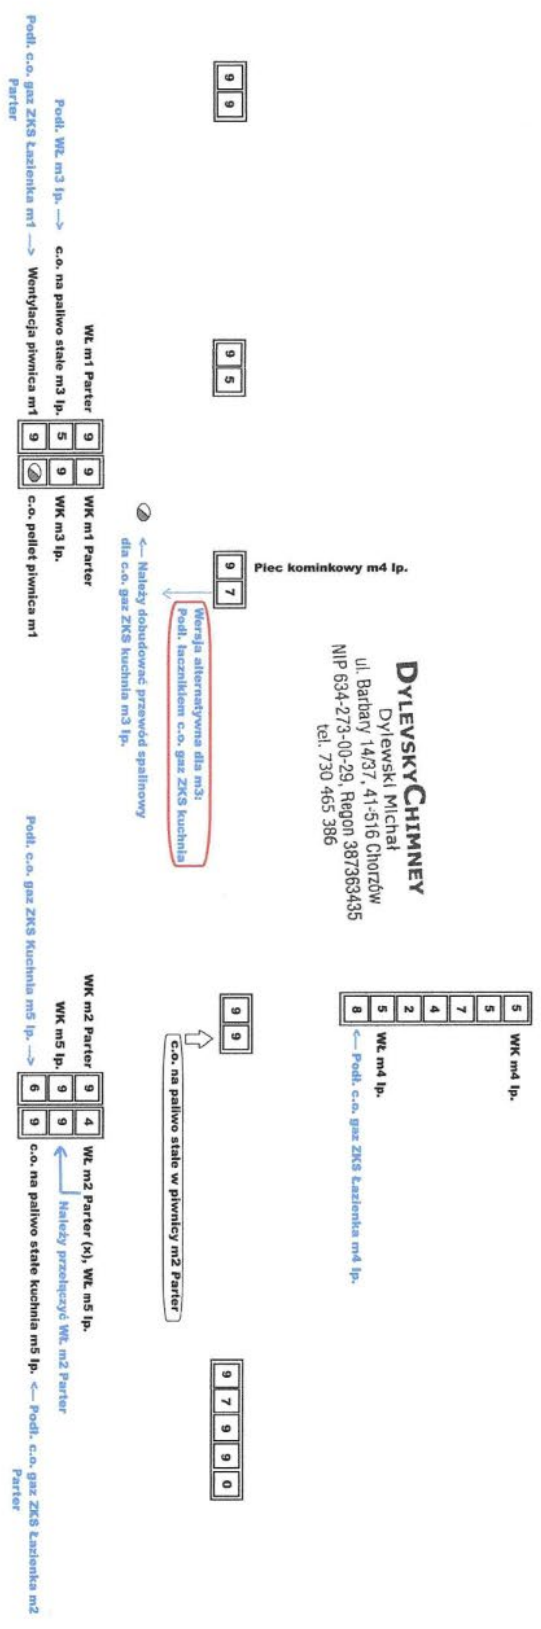 DYLEVSKYCHIMNEY
Dylewski Michał
ul. Barbary 14/37, 41-516 Chorzów
NIP 634-273-00-29, Regon 387363435
tel. 730 465 386
5 WK m4 Ip.
5
7
4
2
5 WŁ m4 Ip.
8 <— Podł. c.o. gaz ZKS Łazienka m4 Ip.
Piec kominkowy m4 Ip.
9 9
9 5
9 7
9 9
9 7 9 9 0
Wersja alternatywna dla m3:
Podł. łacznikiem c.o. gaz ZKS kuchnia
c.o. na paliwo stałe w piwnicy m2 Parter
<— Należy dobudować przewód spalinowy
dla c.o. gaz ZKS kuchnia m3 Ip.
WŁ m1 Parter 9 9 WK m1 Parter
Podł. WŁ m3 Ip. —> c.o. na paliwo stałe m3 Ip. 5 9 WK m3 Ip.
Podł. c.o. gaz ZKS Łazienka m1 —> Wentylacja piwnica m1 9 c.o. pellet piwnica m1
Parter
WK m2 Parter 9 4 WŁ m2 Parter (x), WŁ m5 Ip.
WK m5 Ip. 9 9 Należy przełączyć WŁ m2 Parter
Podł. c.o. gaz ZKS Kuchnia m5 Ip. —> 6 9 c.o. na paliwo stałe kuchnia m5 Ip. <— Podł. c.o. gaz ZKS Łazienka m2
Parter